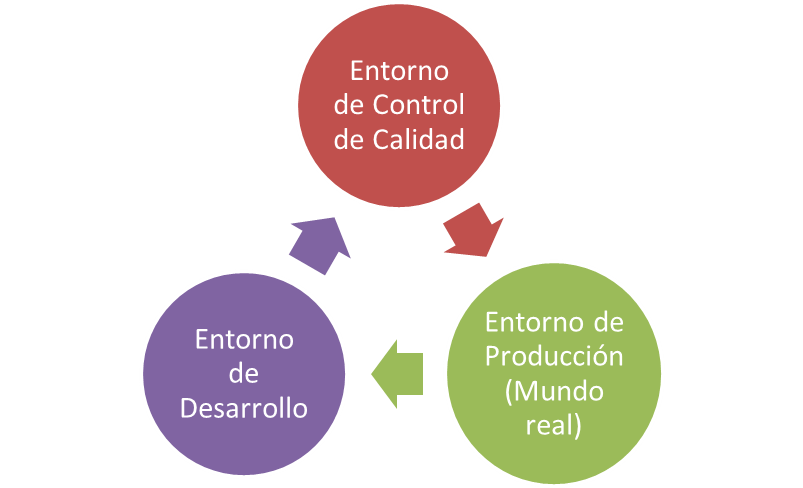 Entorno
de Control
de Calidad
Entorno de
Producción
(Mundo
real)
Entorno
de
Desarrollo